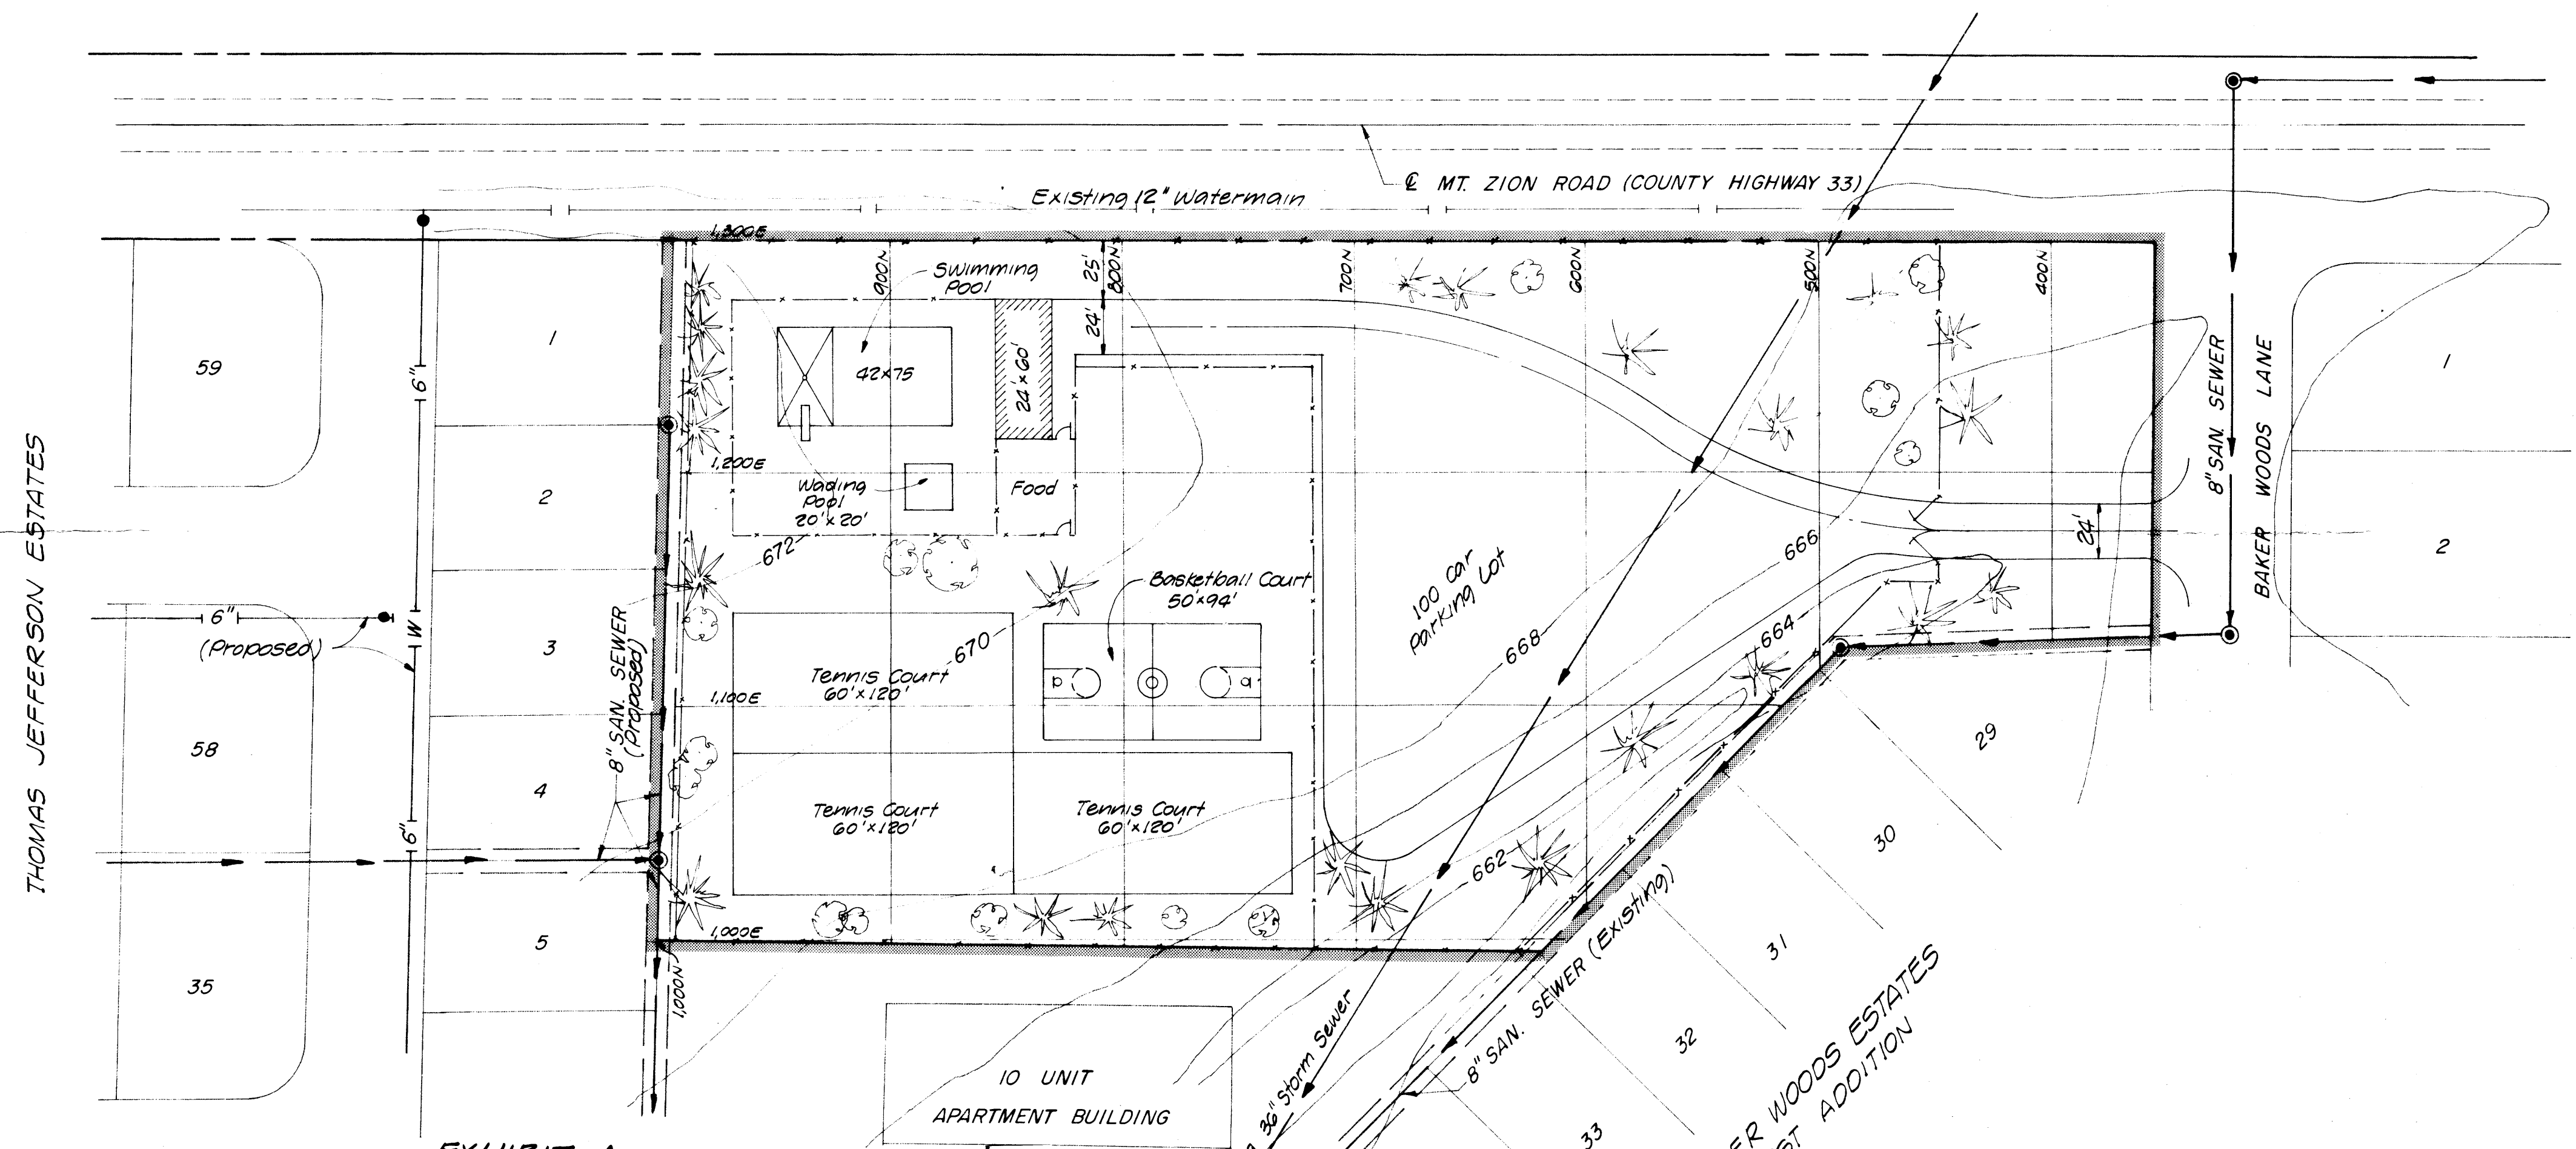 ℄ MT. ZION ROAD (COUNTY HIGHWAY 33)
Existing 12" Watermain
1,300E
900N
Swimming
Pool
25'
800N
700N
600N
500N
400N
24'
59
1
6"
42x75
24'x60'
8" SAN. SEWER
BAKER WOODS LANE
1
THOMAS JEFFERSON ESTATES
2
1,200E
Wading
Pool
20'x20'
Food
672
24'
666
2
6"
(Proposed)
W
3
8" SAN. SEWER
(Proposed)
Basketball Court
50'x94'
100 Car
Parking Lot
670
668
664
Tennis Court
60'x120'
1,100E
58
4
29
6"
Tennis Court
60'x120'
Tennis Court
60'x120'
662
30
5
1,000E
1,000N
35
31
8" SAN. SEWER (Existing)
32
36" Storm Sewer
10 UNIT
APARTMENT BUILDING
33
WOODS ESTATES
ADDITION